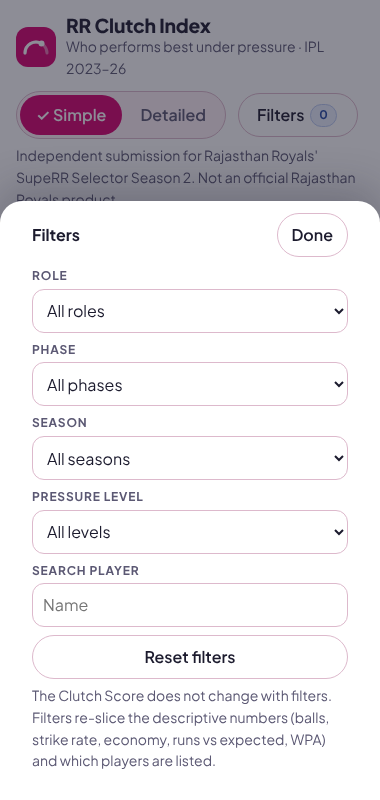 RR Clutch Index
Who performs best under pressure · IPL
2023–26
✓ Simple
Detailed
Filters 0
Independent submission for Rajasthan Royals'
SupeRR Selector Season 2. Not an official Rajasthan
Royals product.
Filters
Done
ROLE
All roles
PHASE
All phases
SEASON
All seasons
PRESSURE LEVEL
All levels
SEARCH PLAYER
Name
Reset filters
The Clutch Score does not change with filters.
Filters re-slice the descriptive numbers (balls,
strike rate, economy, runs vs expected, WPA)
and which players are listed.